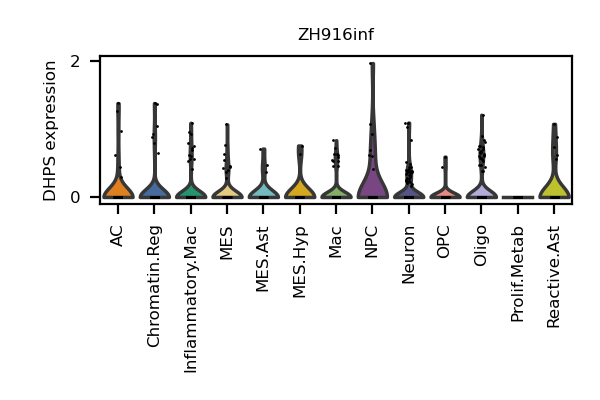 ZH916inf
DHPS expression
2
0
AC
Chromatin.Reg
Inflammatory.Mac
MES
MES.Ast
MES.Hyp
Mac
NPC
Neuron
OPC
Oligo
Prolif.Metab
Reactive.Ast